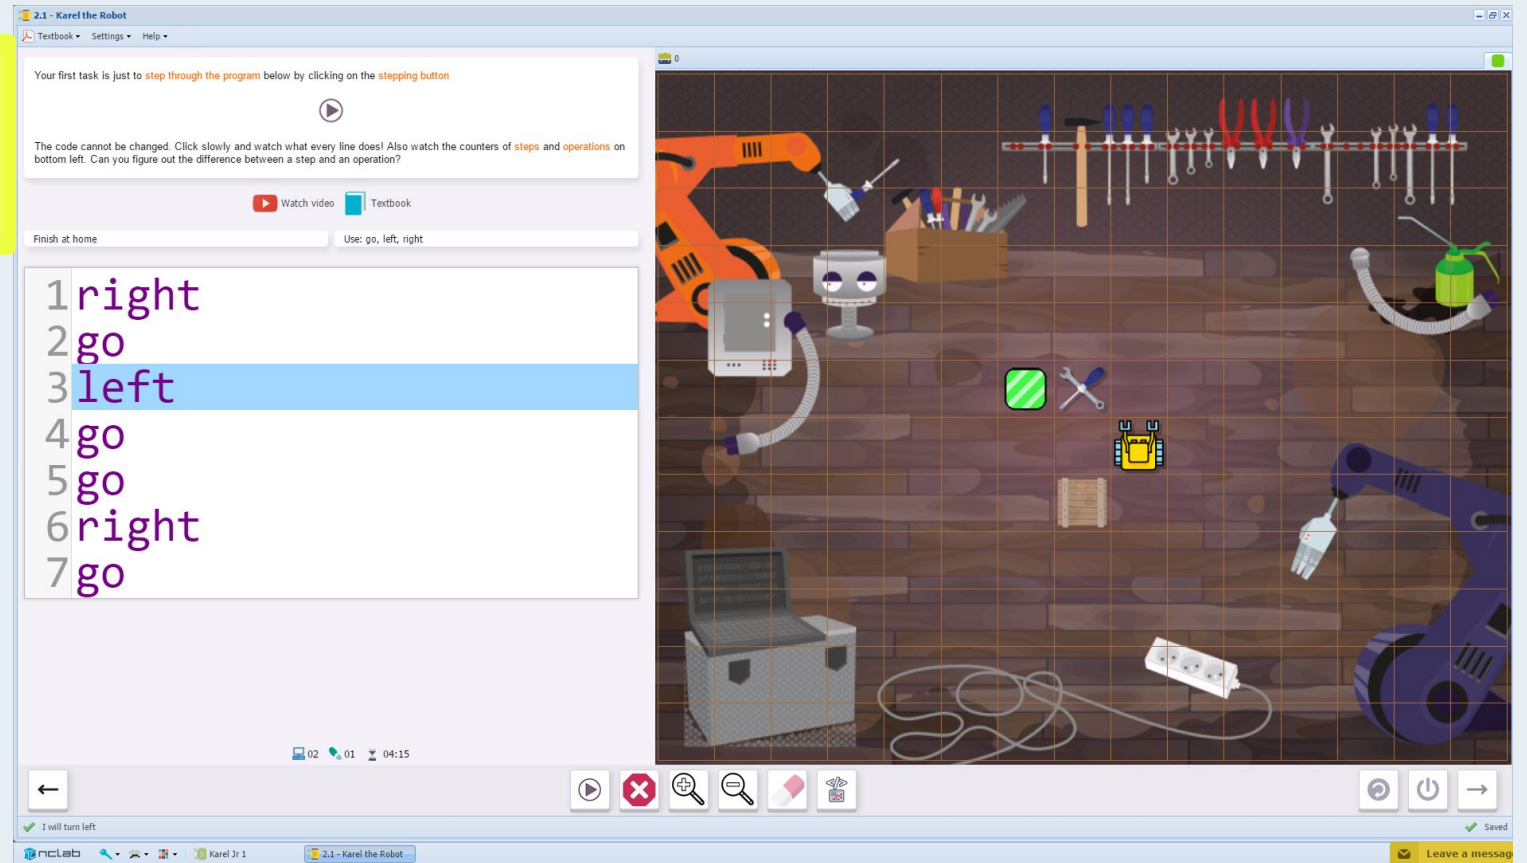 2.1 - Karel the Robot
Textbook Settings Help
Your first task is just to step through the program below by clicking on the stepping button
The code cannot be changed. Click slowly and watch what every line does! Also watch the counters of steps and operations on
bottom left. Can you figure out the difference between a step and an operation?
Watch video Textbook
Finish at home
Use: go, left, right
1 right
2 go
3 left
4 go
5 go
6 right
7 go
02 01 04:15
0
I will turn left
Saved
nclab Karel Jr 1 2.1 - Karel the Robot
Leave a messag